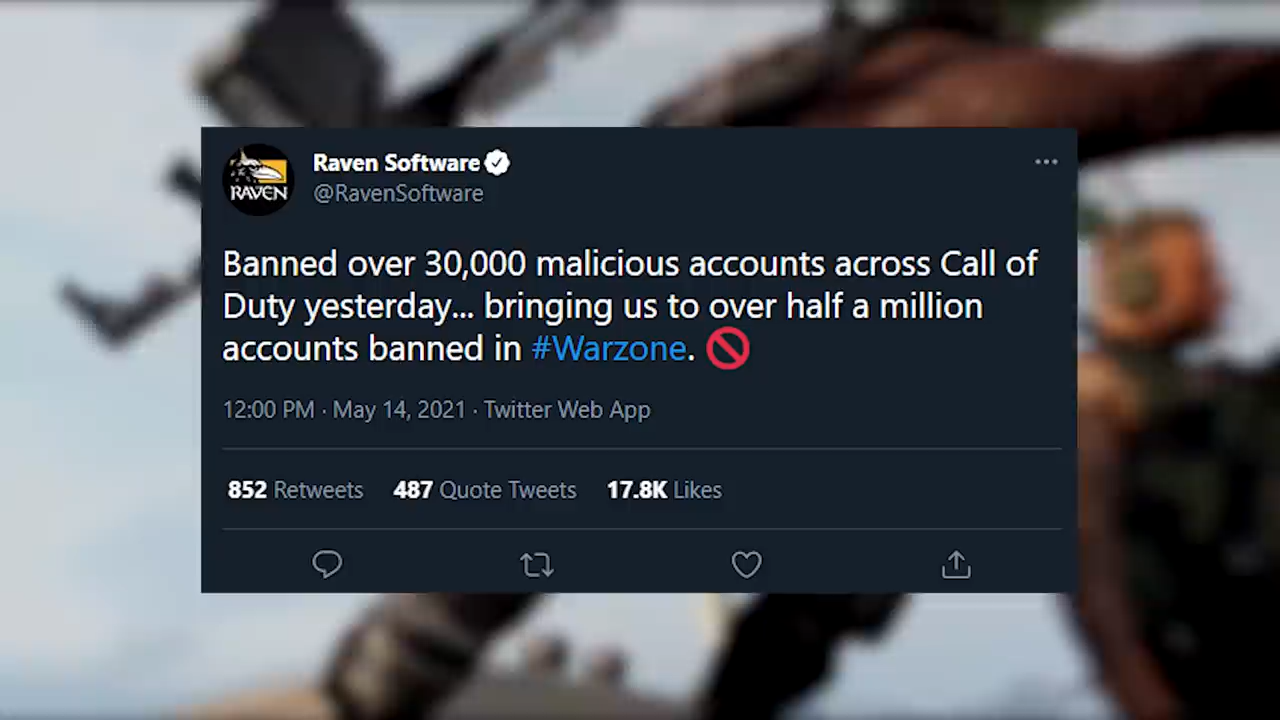 RAVEN
Raven Software
@RavenSoftware
Banned over 30,000 malicious accounts across Call of
Duty yesterday... bringing us to over half a million
accounts banned in #Warzone. 🚫
12:00 PM · May 14, 2021 · Twitter Web App
852 Retweets 487 Quote Tweets 17.8K Likes